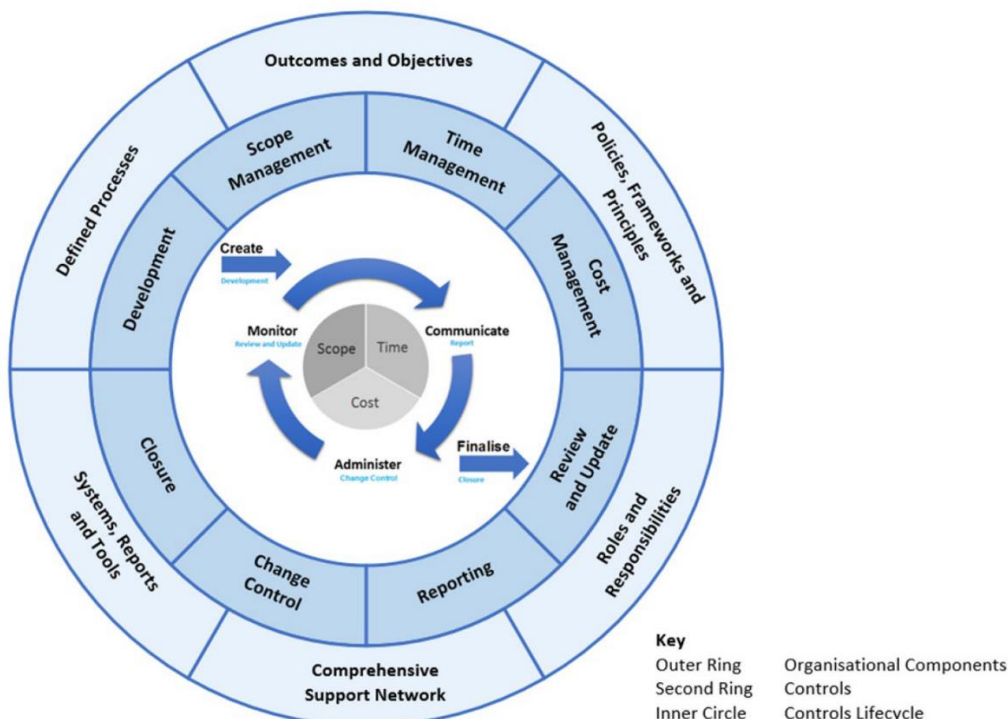 Outcomes and Objectives
Policies, Frameworks and
Principles
Roles and
Responsibilities
Comprehensive
Support Network
Systems, Reports
and Tools
Defined Processes
Scope
Management
Time
Management
Cost
Management
Review
and Update
Reporting
Change
Control
Closure
Development
Create
Development
Communicate
Report
Finalise
Closure
Administer
Change Control
Monitor
Review and Update
Scope
Time
Cost
Key
Outer Ring Organisational Components
Second Ring Controls
Inner Circle Controls Lifecycle